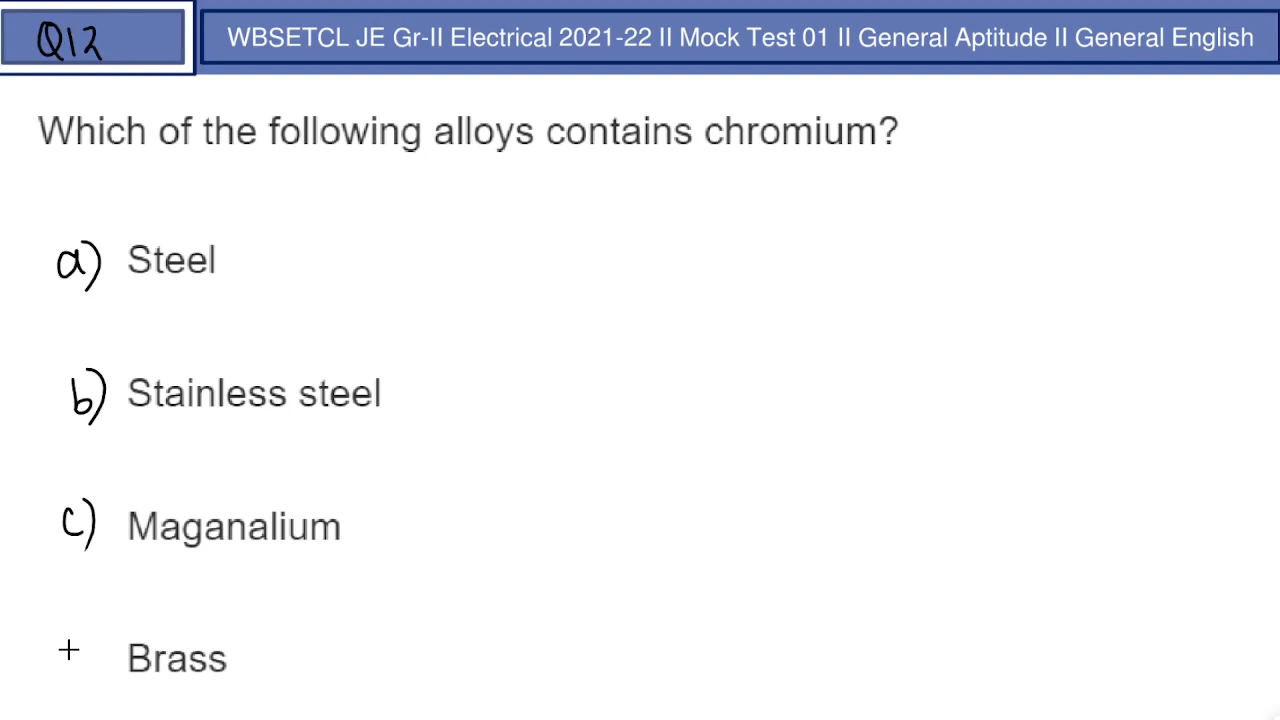 Q12
WBSETCL JE Gr-II Electrical 2021-22 II Mock Test 01 II General Aptitude II General English
Which of the following alloys contains chromium?
a) Steel
b) Stainless steel
c) Maganalium
Brass